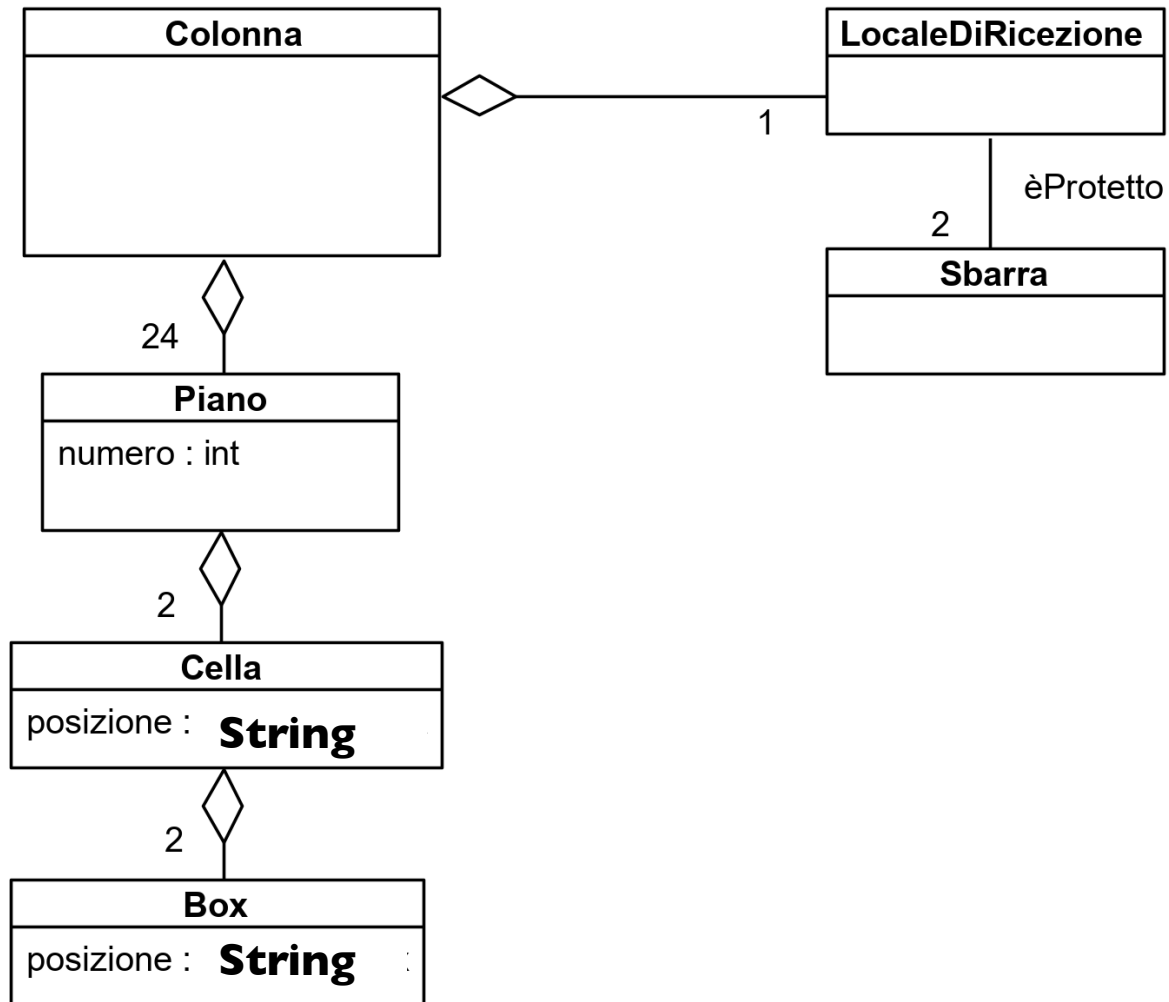 Colonna
LocaleDiRicezione
1
èProtetto
2
Sbarra
24
Piano
numero : int
2
Cella
posizione : String
2
Box
posizione : String